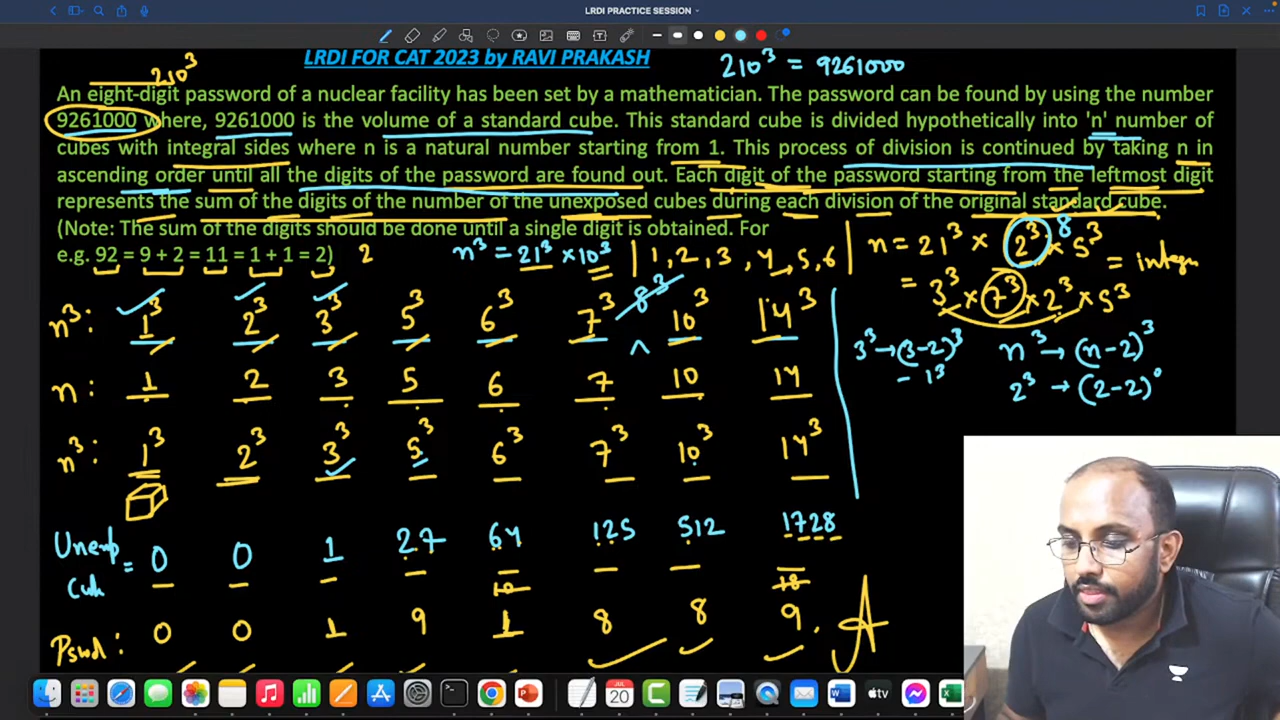 LRDI PRACTICE SESSION
LRDI FOR CAT 2023 by RAVI PRAKASH
210³
210³ = 9261000
An eight-digit password of a nuclear facility has been set by a mathematician. The password can be found by using the number
9261000 where, 9261000 is the volume of a standard cube. This standard cube is divided hypothetically into 'n' number of
cubes with integral sides where n is a natural number starting from 1. This process of division is continued by taking n in
ascending order until all the digits of the password are found out. Each digit of the password starting from the leftmost digit
represents the sum of the digits of the number of the unexposed cubes during each division of the original standard cube.
(Note: The sum of the digits should be done until a single digit is obtained. For
e.g. 92 = 9 + 2 = 11 = 1 + 1 = 2) 2
n³ = 21³ × 10³ | 1, 2, 3, 4, 5, 6
n = 21³ × 2³ × 5³
8
= 3³ × 7³ × 2³ × 5³ = integ
n³: 1³ 2³ 3³ 5³ 6³ 7³ 8³ 10³ 14³
3³ → (3-2)³ n³ → (n-2)³
- 1³ 2³ → (2-2)⁰
n: 1 2 3 5 6 7 10 14
n³: 1³ 2³ 3³ 5³ 6³ 7³ 10³ 14³
Unexp
Cub = 0 0 1 27 64 125 512 1728
10 18
Pswd: 0 0 1 9 1 8 8 9. A
JUL
20
tv